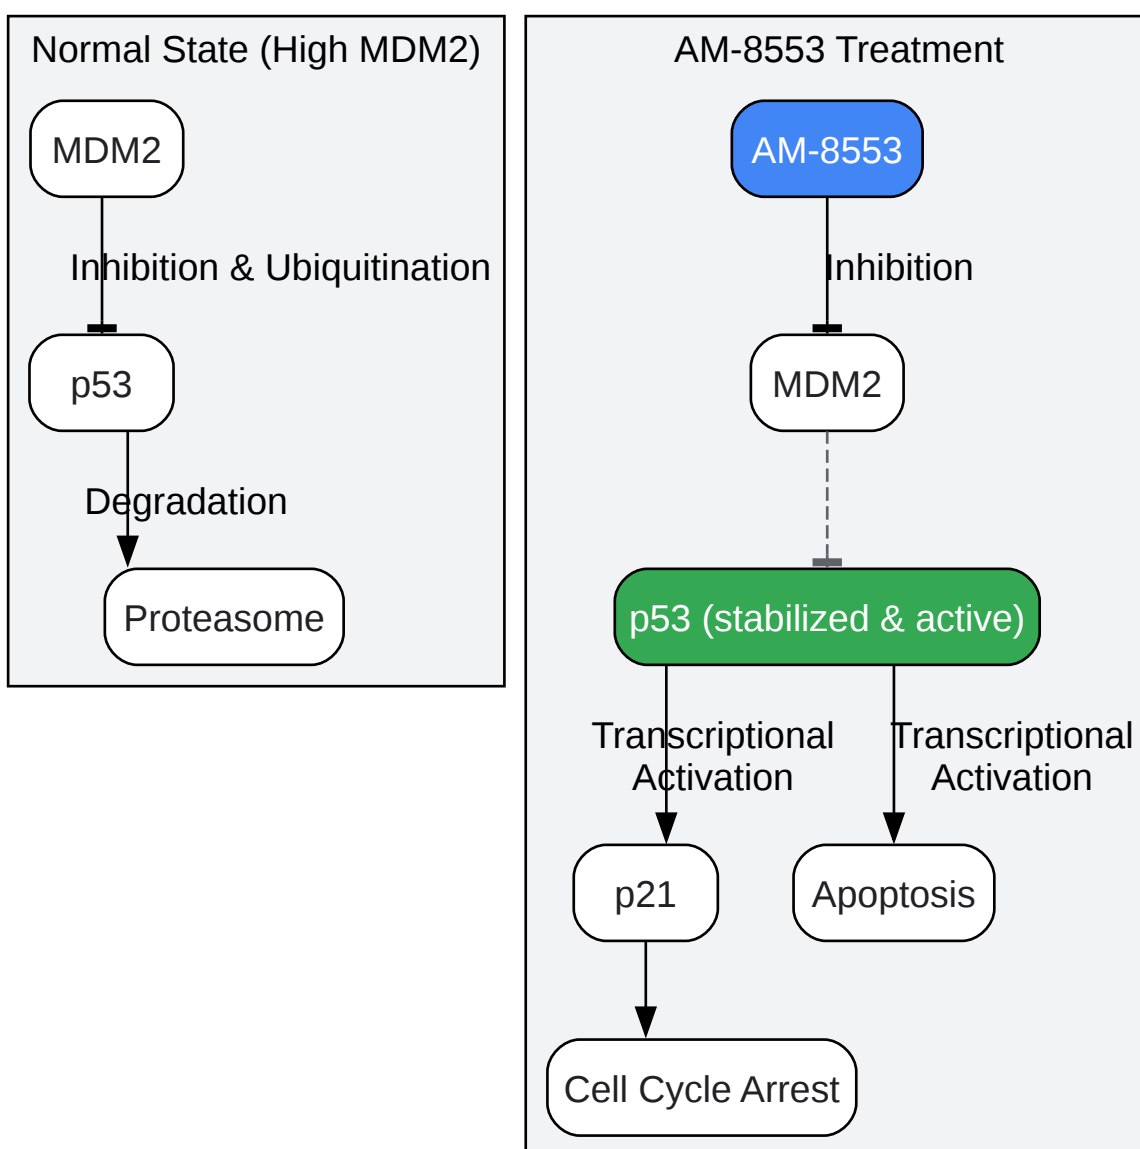 Normal State (High MDM2)
MDM2
Inhibition & Ubiquitination
p53
Degradation
Proteasome
AM-8553 Treatment
AM-8553
Inhibition
MDM2
p53 (stabilized & active)
Transcriptional
Activation
Transcriptional
Activation
p21
Apoptosis
Cell Cycle Arrest